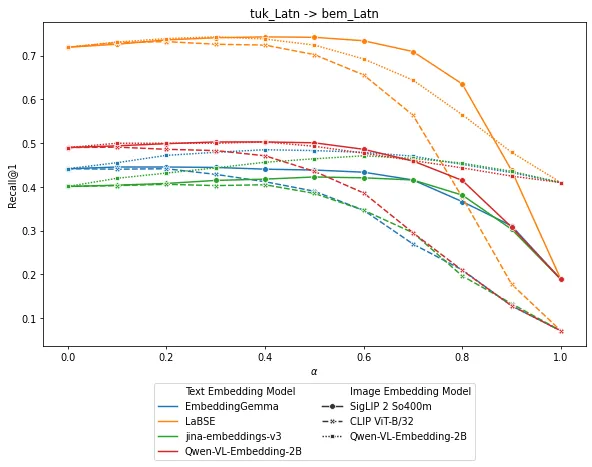 tuk_Latn -> bem_Latn
Recall@1
0.7
0.6
0.5
0.4
0.3
0.2
0.1
0.0 0.2 0.4 0.6 0.8 1.0
α
Text Embedding Model Image Embedding Model
EmbeddingGemma SigLIP 2 So400m
LaBSE CLIP ViT-B/32
jina-embeddings-v3 Qwen-VL-Embedding-2B
Qwen-VL-Embedding-2B